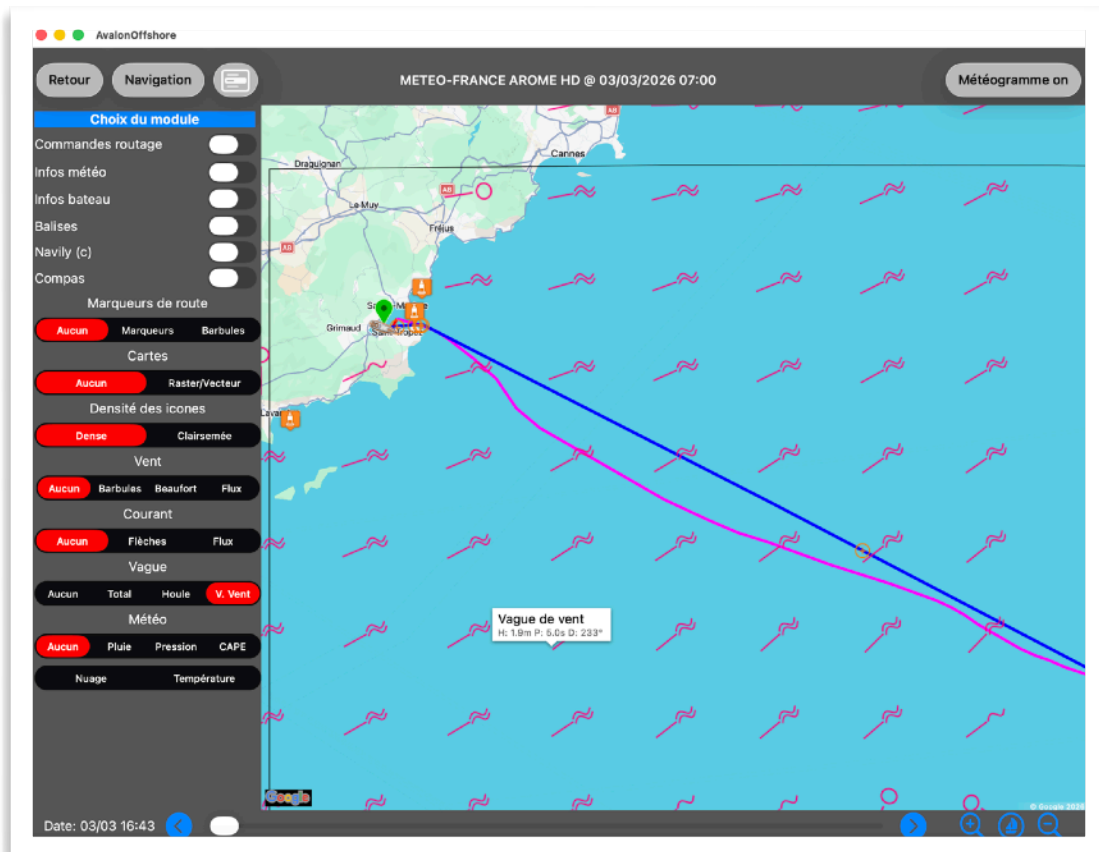 AvalonOffshore
Retour
Navigation
METEO-FRANCE AROME HD @ 03/03/2026 07:00
Météogramme on
Choix du module
Commandes routage
Infos météo
Infos bateau
Balises
Navily (c)
Compas
Marqueurs de route
Aucun Marqueurs Barbules
Cartes
Aucun Raster/Vecteur
Densité des icones
Dense Clairsemée
Vent
Aucun Barbules Beaufort Flux
Courant
Aucun Flèches Flux
Vague
Aucun Total Houle V. Vent
Météo
Aucun Pluie Pression CAPE
Nuage Température
A8
Cannes
Draguignan
A8
Le Muy
Fréjus
A8
Grimaud
Vague de vent
H: 1.9m P: 5.0s D: 233°
Google
© Google 2026
Date: 03/03 16:43